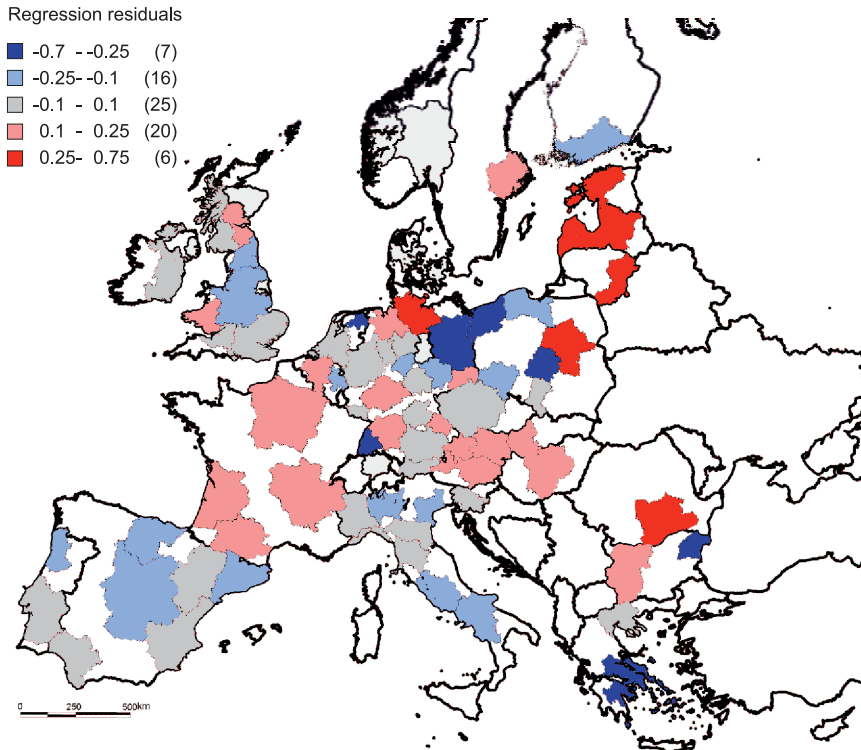 Regression residuals
-0.7 - -0.25 (7)
-0.25- -0.1 (16)
-0.1 - 0.1 (25)
0.1 - 0.25 (20)
0.25- 0.75 (6)
0 250 500km